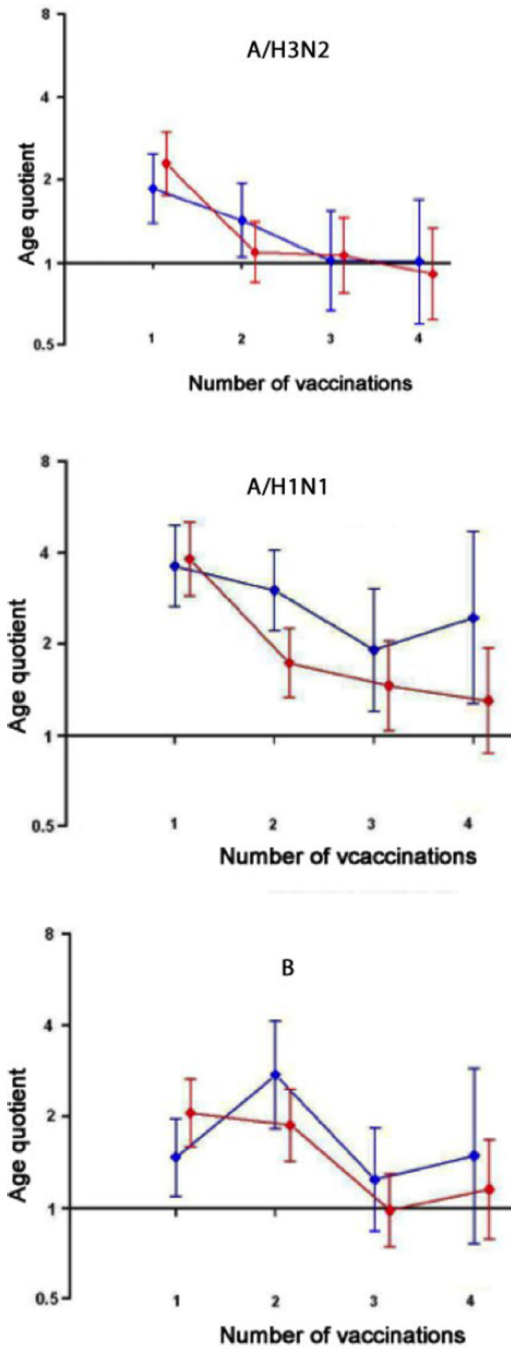 A/H3N2
8
4
2
1
0.5
Age quotient
1 2 3 4
Number of vaccinations
A/H1N1
8
4
2
1
0.5
Age quotient
1 2 3 4
Number of vcaccinations
B
8
4
2
1
0.5
Age quotient
1 2 3 4
Number of vaccinations